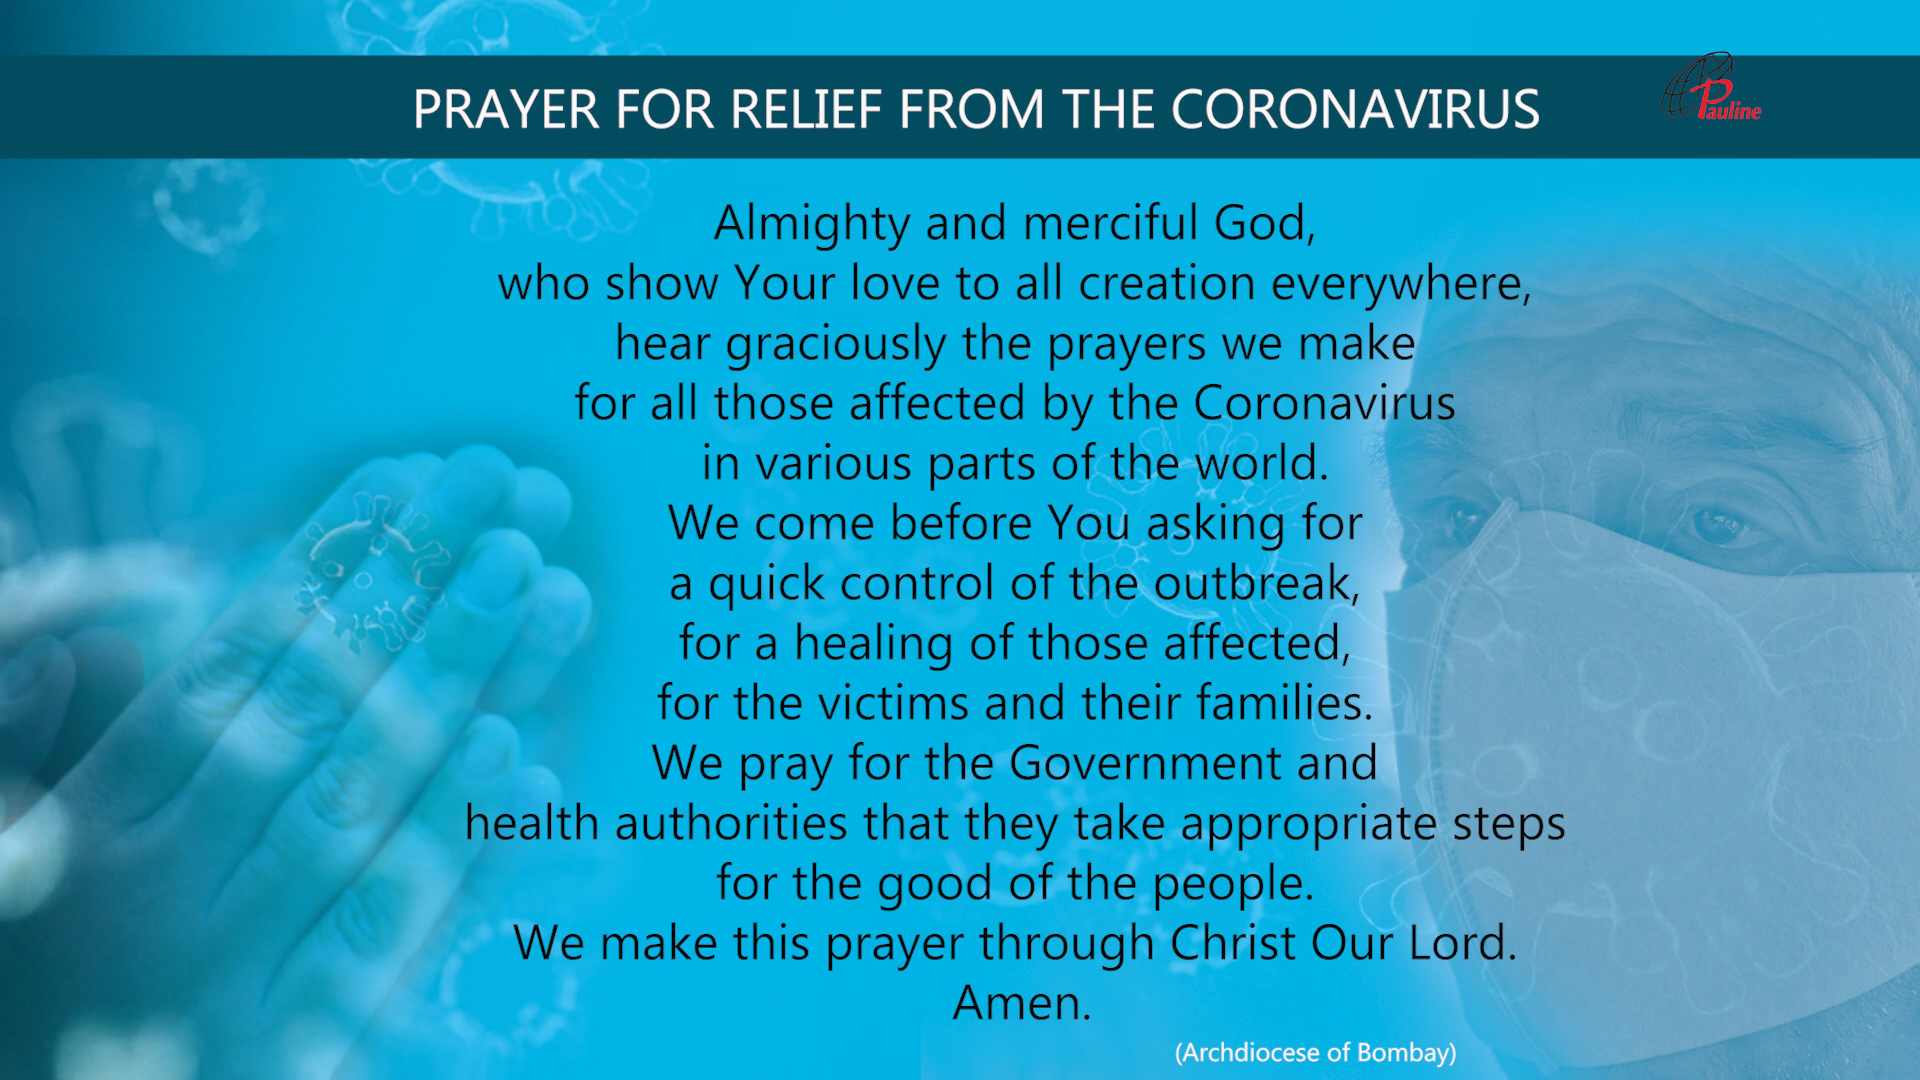 PRAYER FOR RELIEF FROM THE CORONAVIRUS
Pauline
Almighty and merciful God,
who show Your love to all creation everywhere,
hear graciously the prayers we make
for all those affected by the Coronavirus
in various parts of the world.
We come before You asking for
a quick control of the outbreak,
for a healing of those affected,
for the victims and their families.
We pray for the Government and
health authorities that they take appropriate steps
for the good of the people.
We make this prayer through Christ Our Lord.
Amen.
(Archdiocese of Bombay)